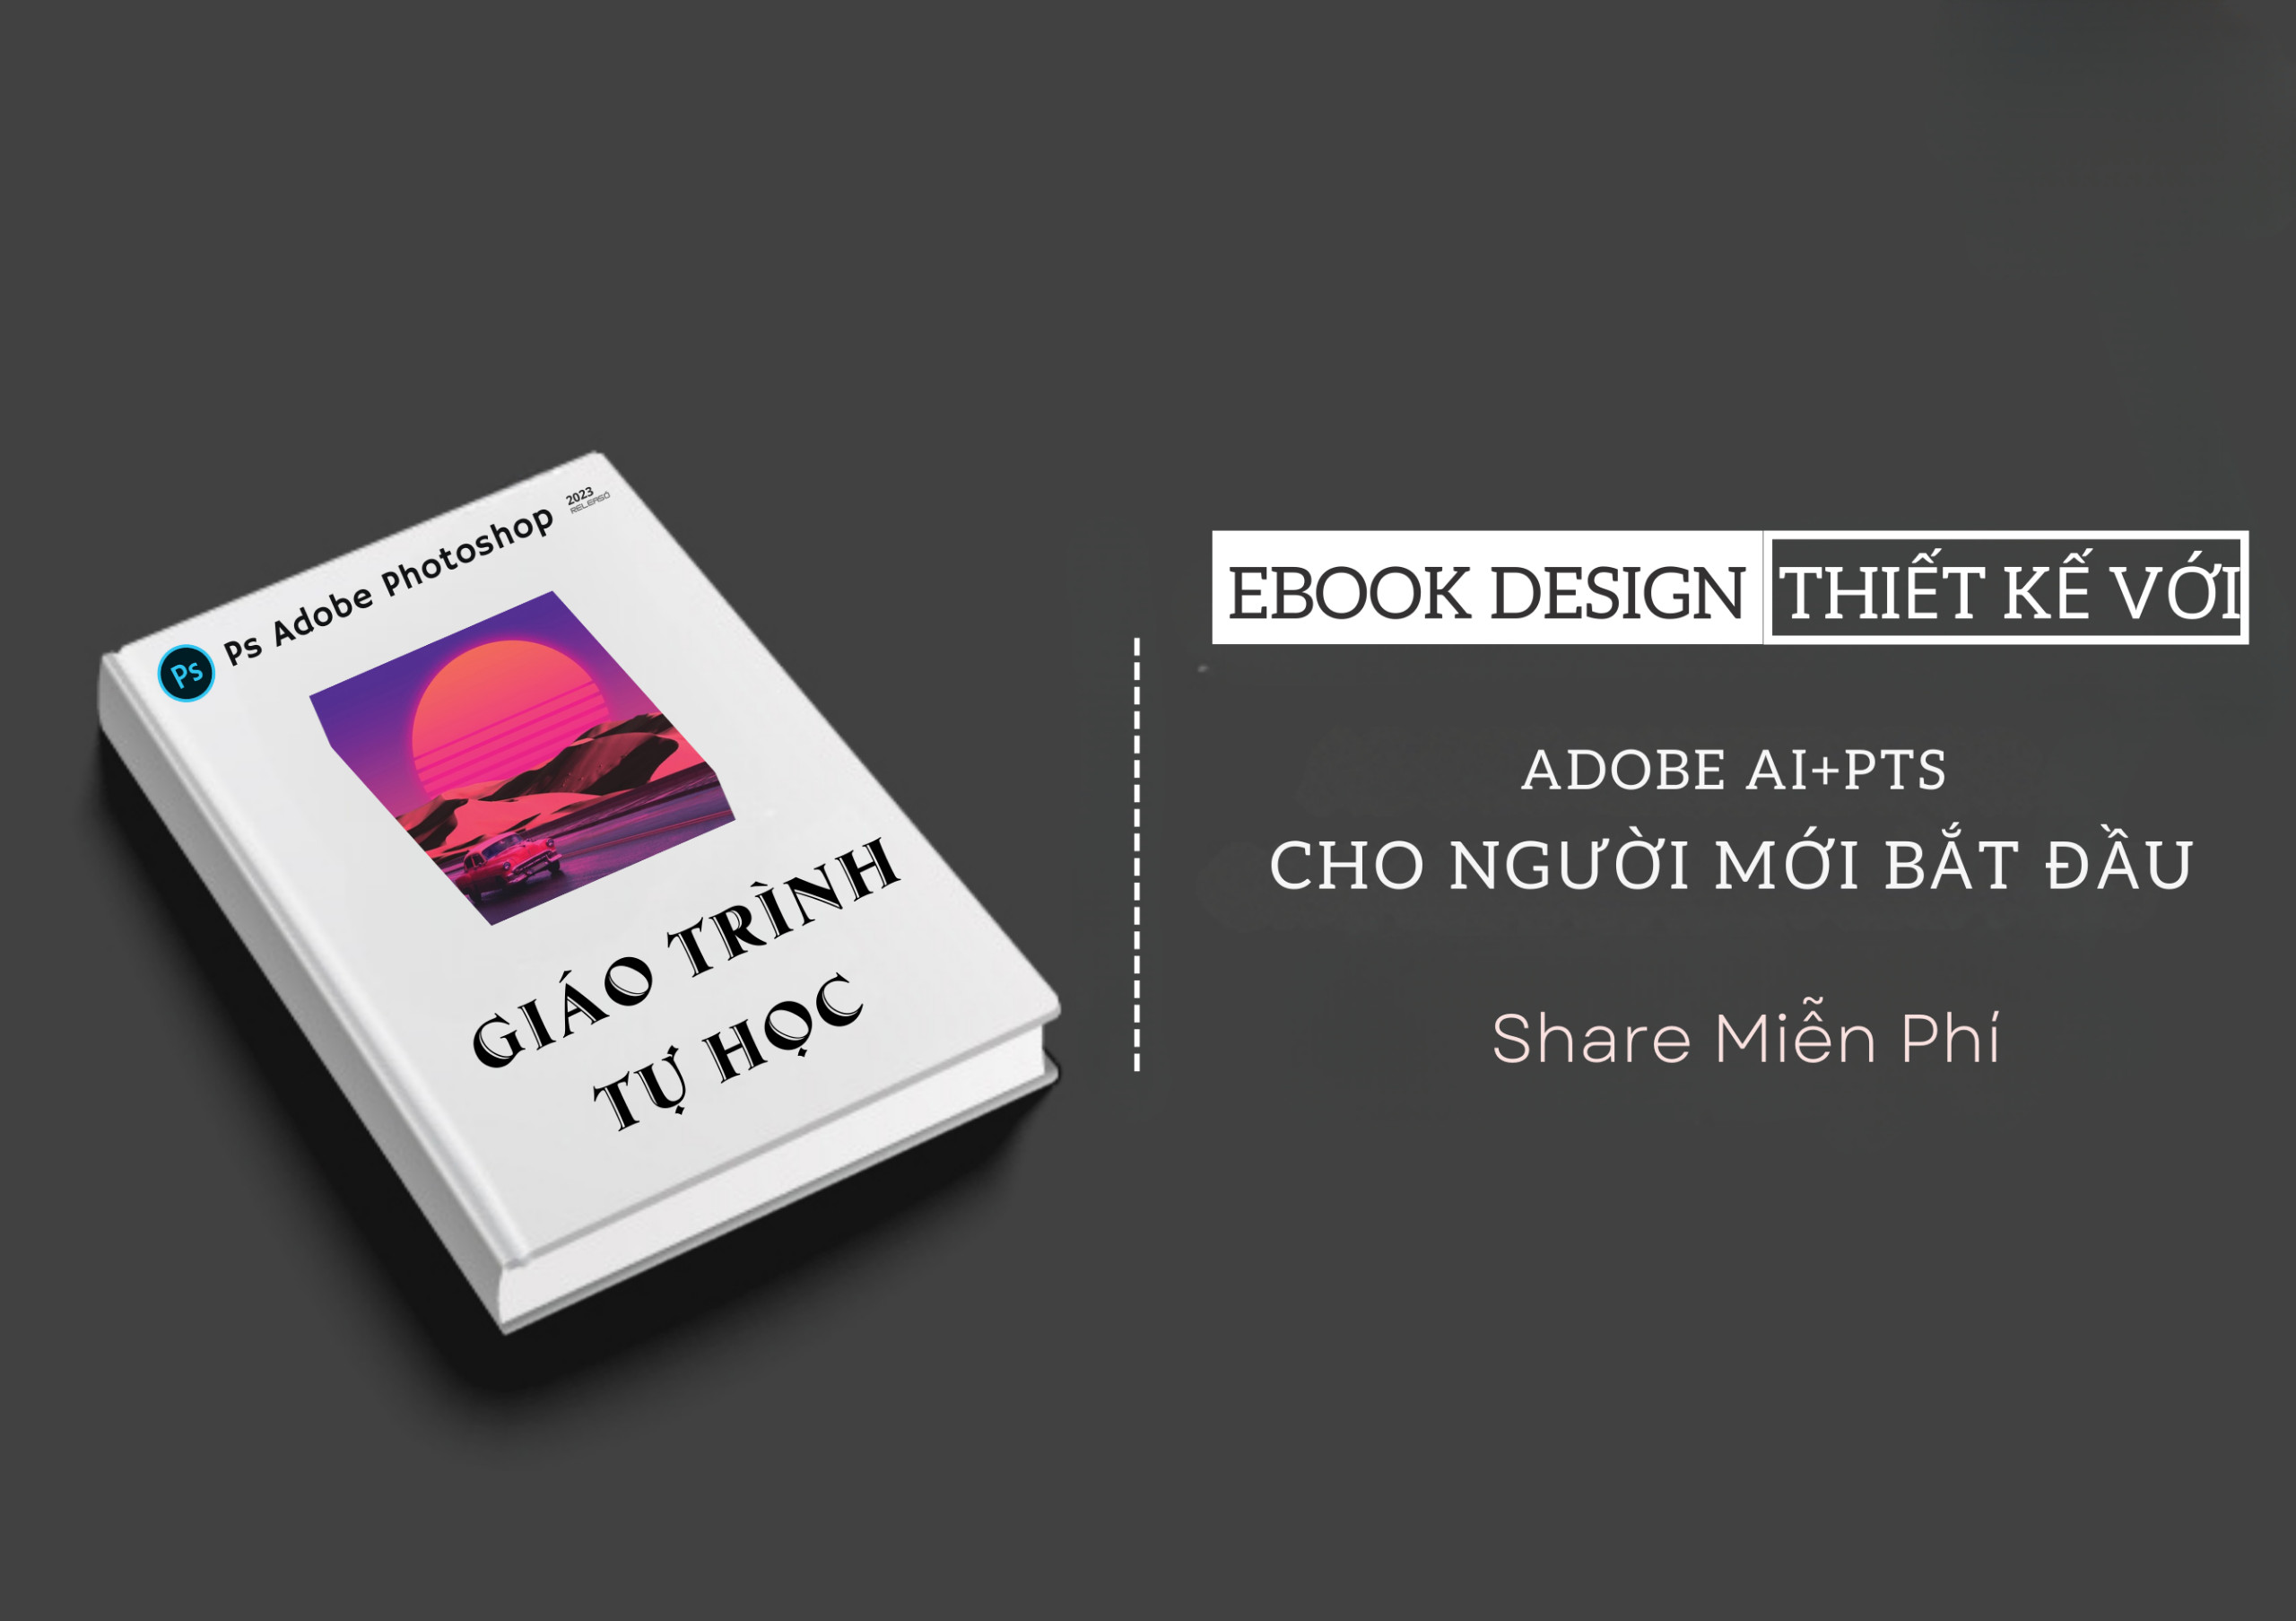 Ps
Ps Adobe Photoshop
2023
RELEASÓ
GIÁO TRÌNH
TỰ HỌC
EBOOK DESIGN THIẾT KẾ VỚI
ADOBE AI+PTS
CHO NGƯỜI MỚI BẮT ĐẦU
Share Miễn Phí